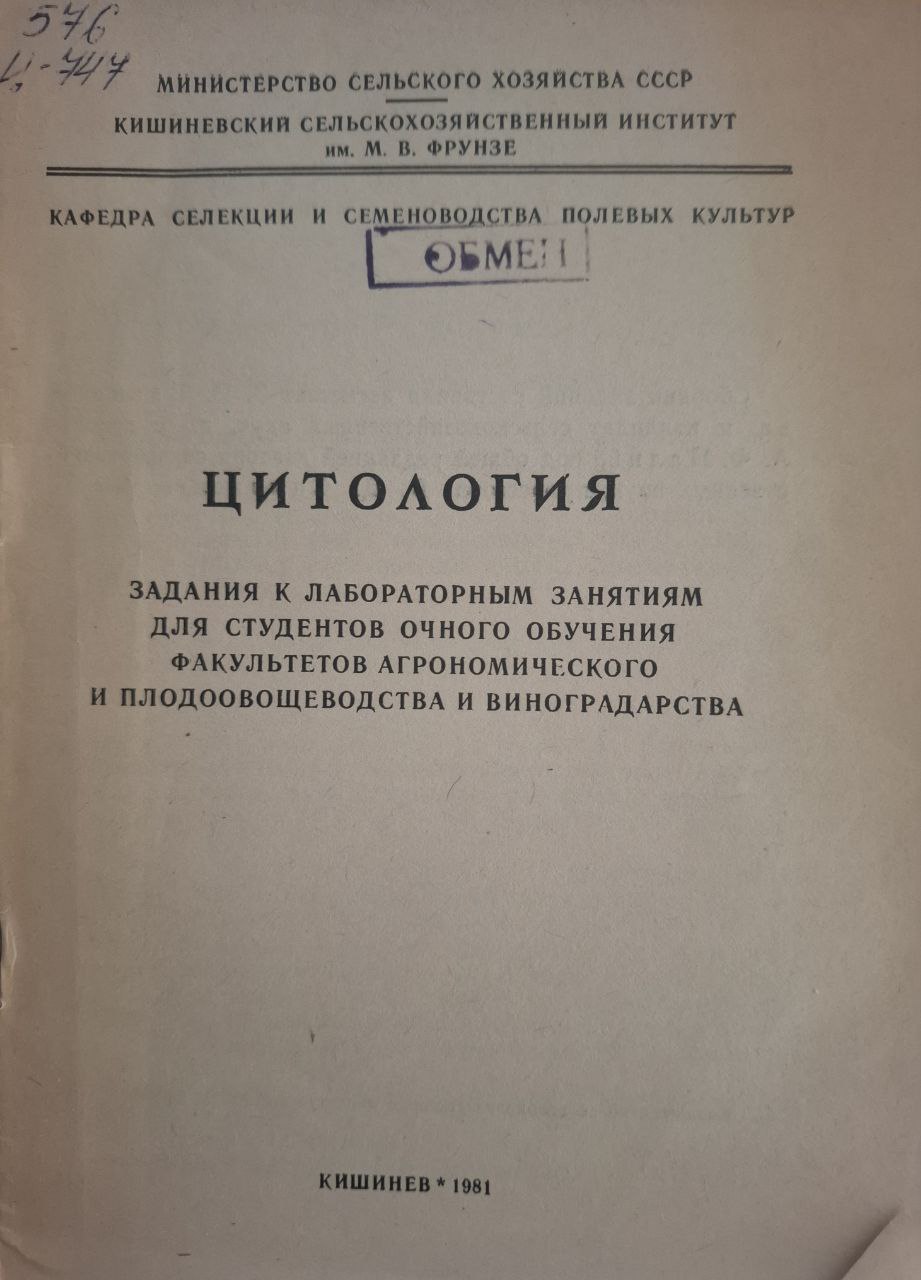 576
Ц-747
МИНИСТЕРСТВО СЕЛЬСКОГО ХОЗЯЙСТВА СССР
КИШИНЕВСКИЙ СЕЛЬСКОХОЗЯЙСТВЕННЫЙ ИНСТИТУТ
им. М. В. ФРУНЗЕ
КАФЕДРА СЕЛЕКЦИИ И СЕМЕНОВОДСТВА ПОЛЕВЫХ КУЛЬТУР
ОБМЕН
ЦИТОЛОГИЯ
ЗАДАНИЯ К ЛАБОРАТОРНЫМ ЗАНЯТИЯМ
ДЛЯ СТУДЕНТОВ ОЧНОГО ОБУЧЕНИЯ
ФАКУЛЬТЕТОВ АГРОНОМИЧЕСКОГО
И ПЛОДООВОЩЕВОДСТВА И ВИНОГРАДАРСТВА
КИШИНЕВ * 1981